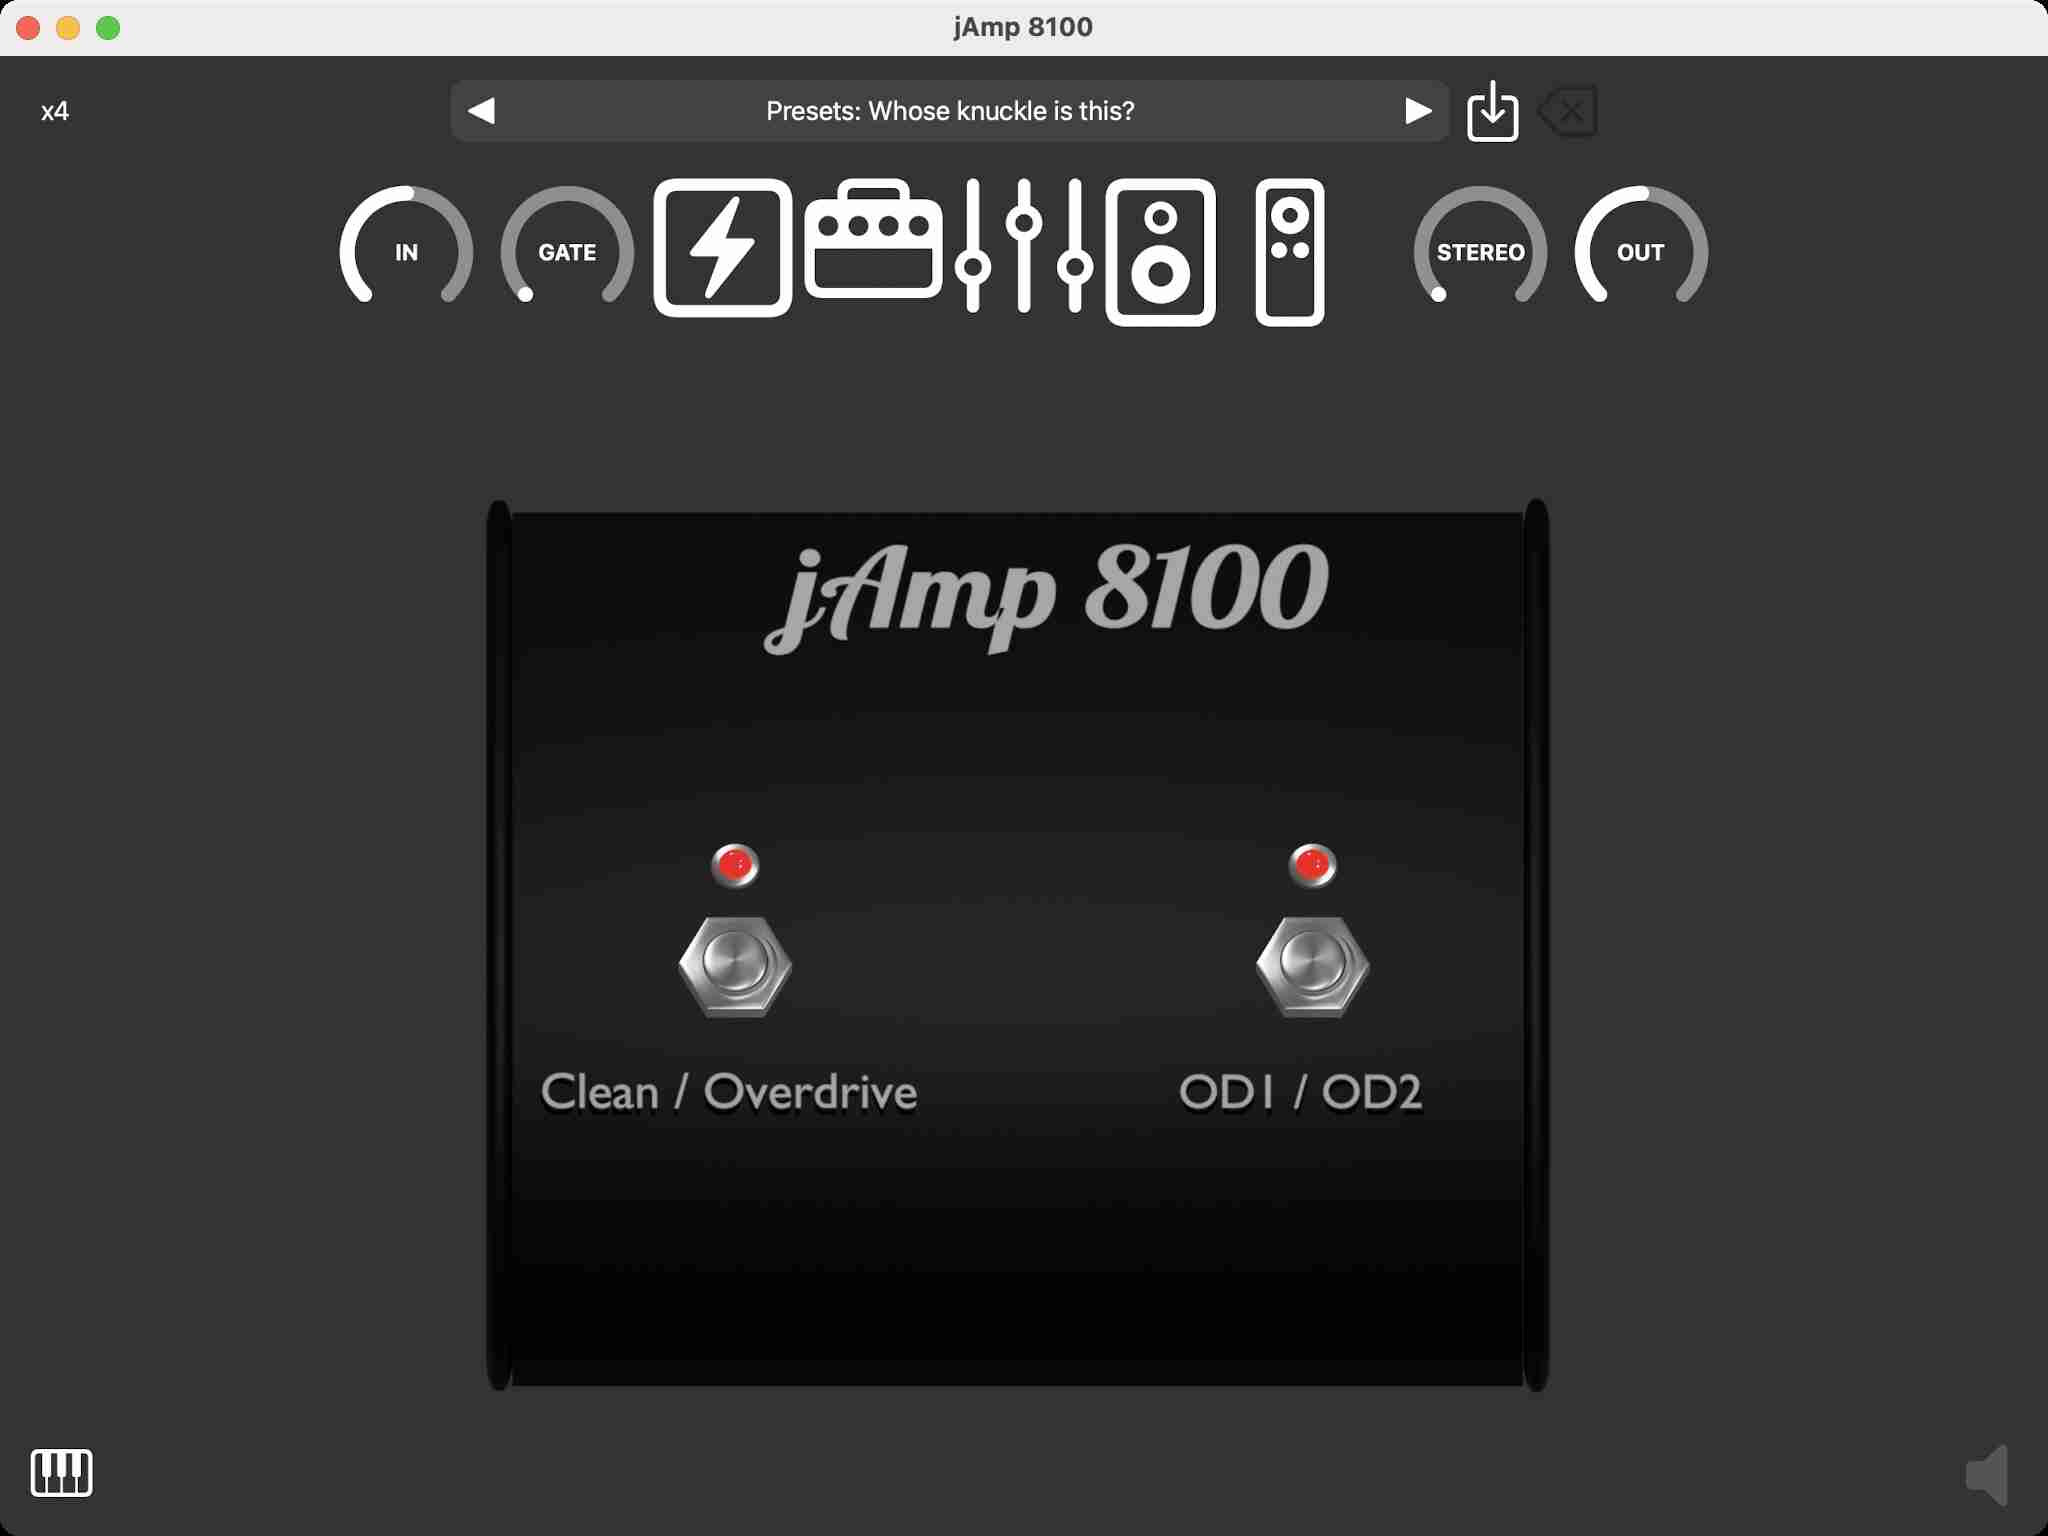 jAmp 8100
x4
Presets: Whose knuckle is this?
IN
GATE
STEREO
OUT
jAmp 8100
Clean / Overdrive
OD1 / OD2